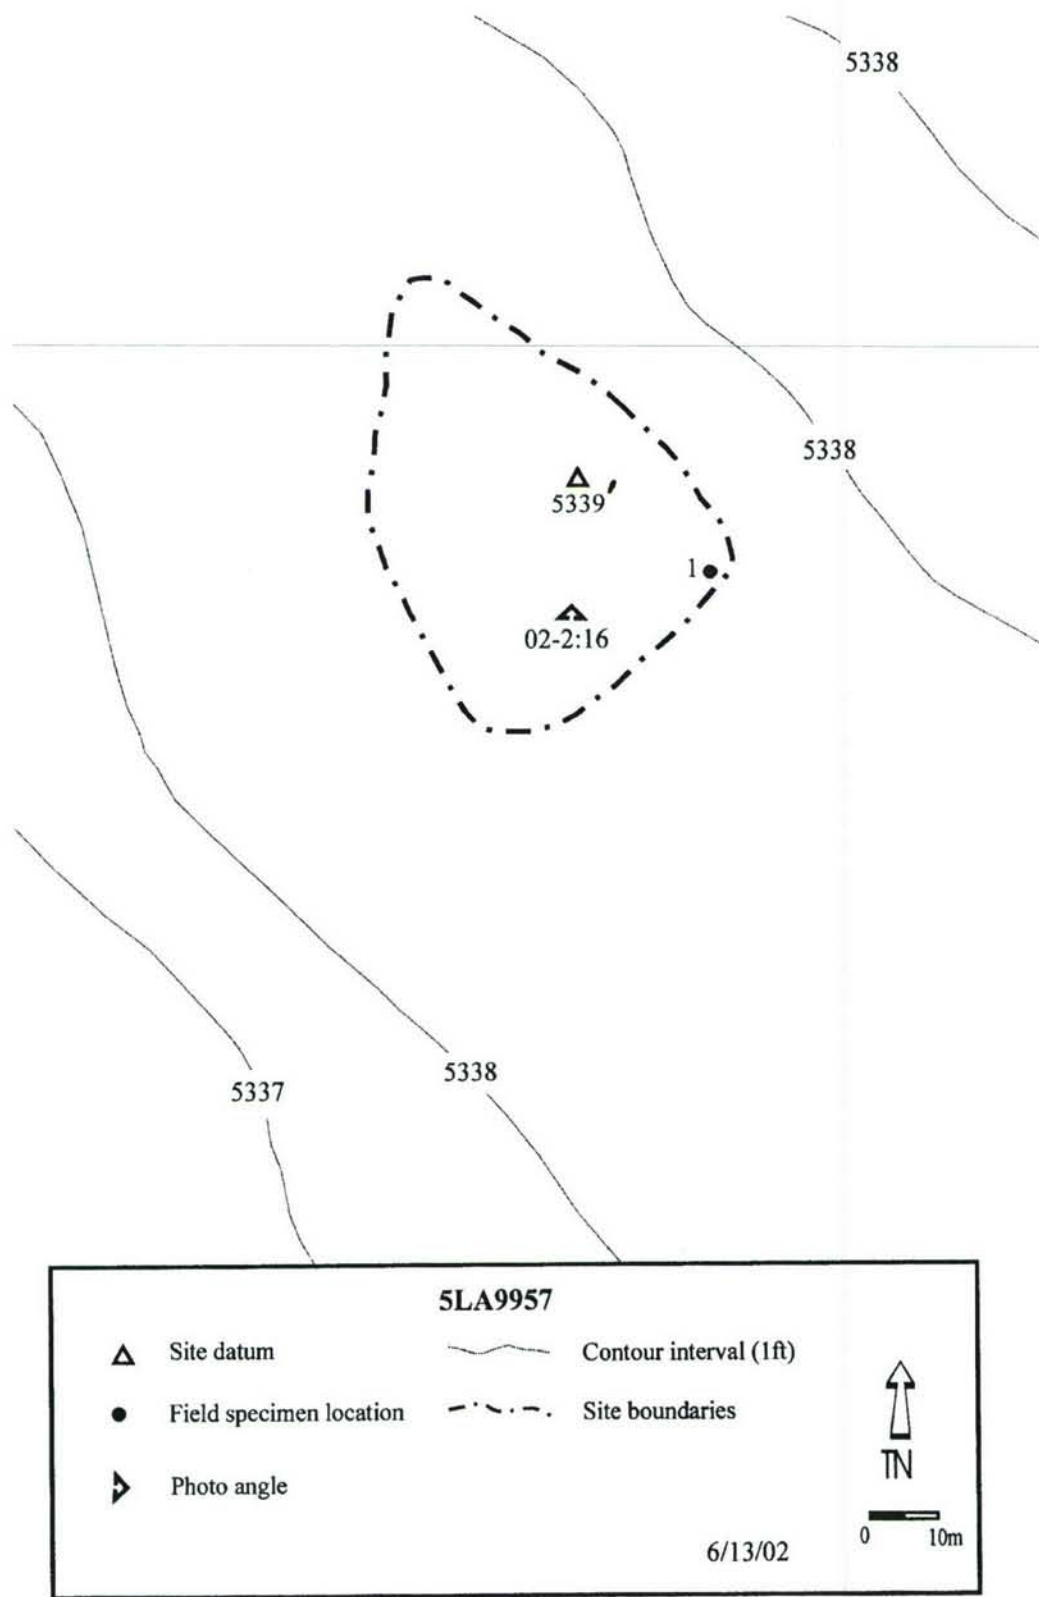 5338
5338
5339
1
02-2:16
5338
5337
5LA9957
Site datum
Contour interval (1ft)
Field specimen location
Site boundaries
Photo angle
TN
0 10m
6/13/02